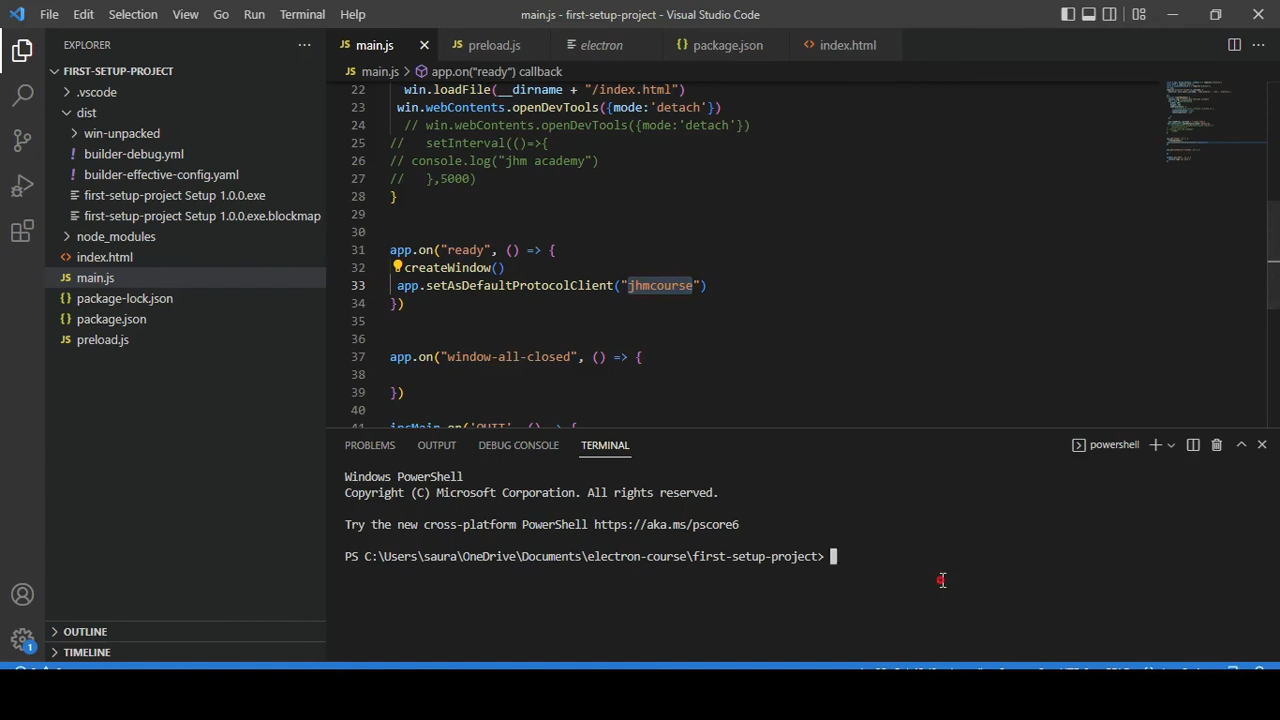 File Edit Selection View Go Run Terminal Help
main.js - first-setup-project - Visual Studio Code
EXPLORER
FIRST-SETUP-PROJECT
.vscode
dist
win-unpacked
builder-debug.yml
builder-effective-config.yaml
first-setup-project Setup 1.0.0.exe
first-setup-project Setup 1.0.0.exe.blockmap
node_modules
index.html
main.js
package-lock.json
package.json
preload.js
OUTLINE
TIMELINE
1
main.js preload.js electron package.json index.html
main.js > app.on("ready") callback
22 win.loadFile(__dirname + "/index.html")
23 win.webContents.openDevTools({mode:'detach'})
24 // win.webContents.openDevTools({mode:'detach'})
25 // setInterval(()=>{
26 // console.log("jhm academy")
27 // },5000)
28 }
29
30
31 app.on("ready", () => {
32 createWindow()
33 app.setAsDefaultProtocolClient("jhmcourse")
34 })
35
36
37 app.on("window-all-closed", () => {
38
39 })
40
41 ipcMain.on('QUIT', () => {
PROBLEMS OUTPUT DEBUG CONSOLE TERMINAL
powershell
Windows PowerShell
Copyright (C) Microsoft Corporation. All rights reserved.
Try the new cross-platform PowerShell https://aka.ms/pscore6
PS C:\Users\saura\OneDrive\Documents\electron-course\first-setup-project>